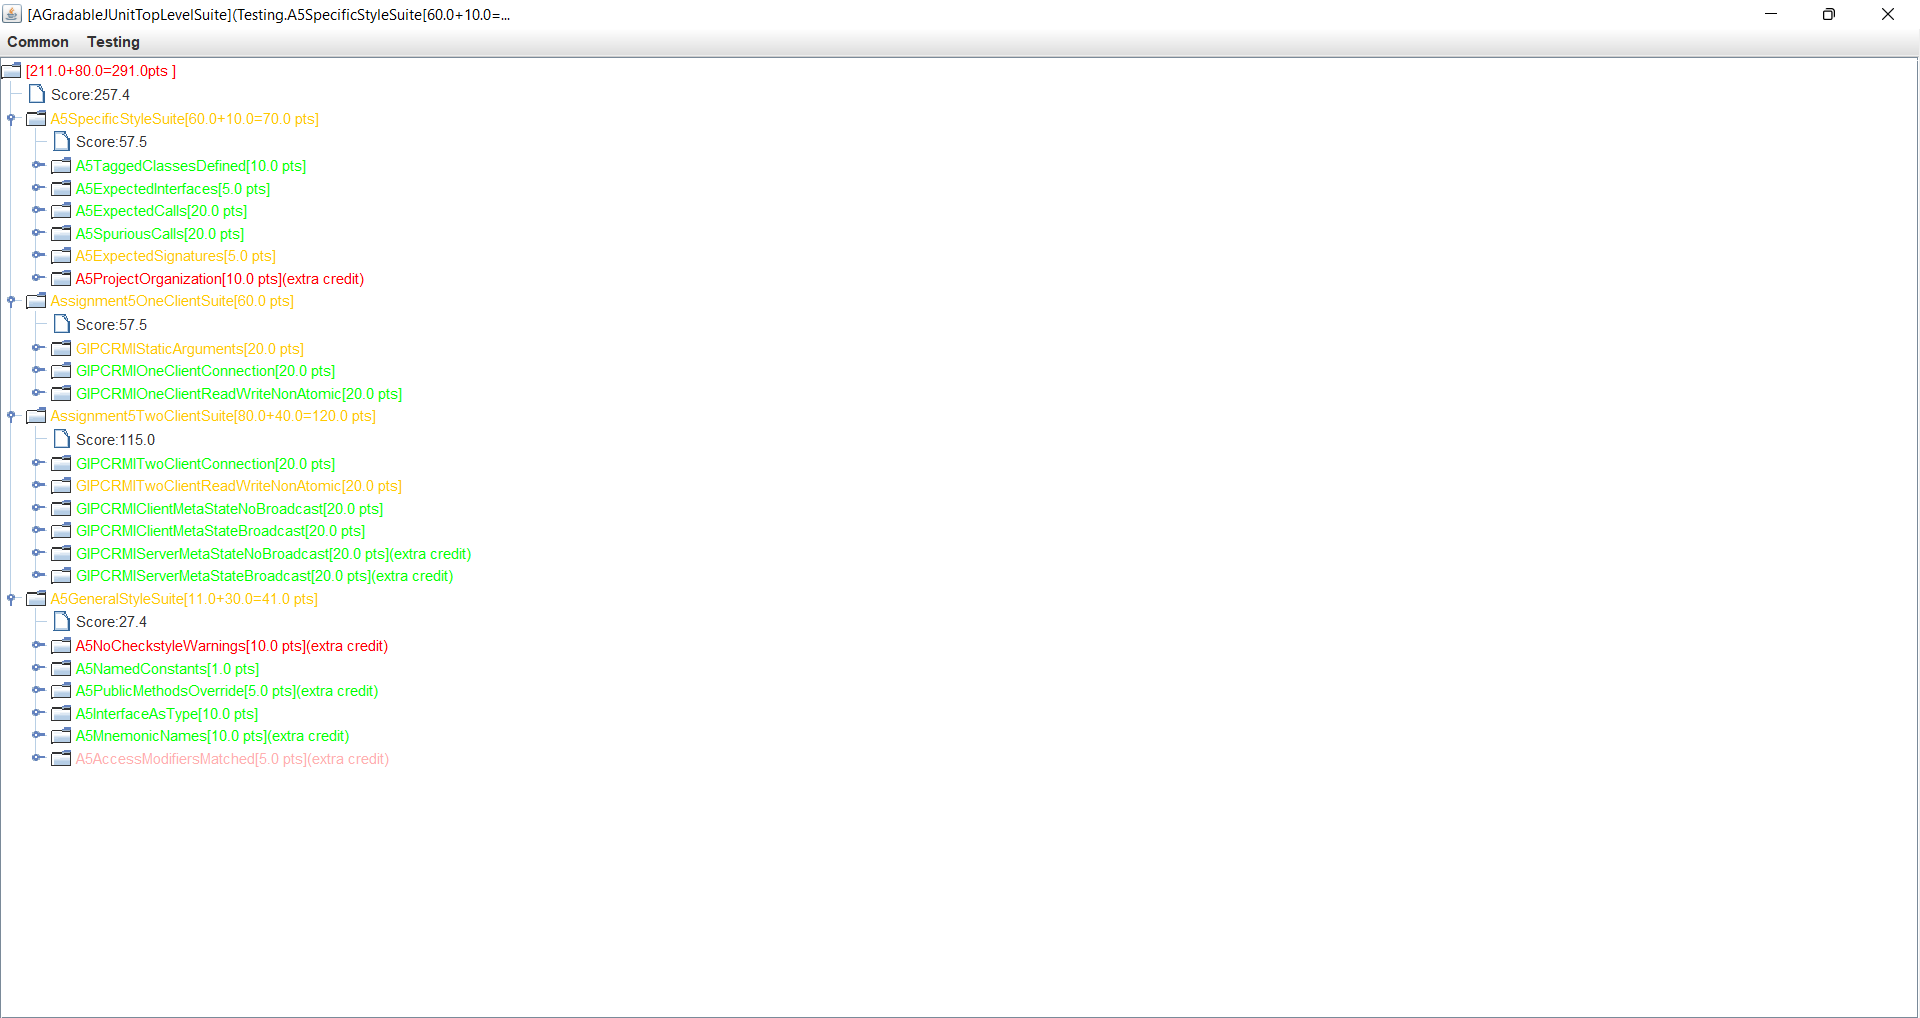 [AGradableJUnitTopLevelSuite](Testing.A5SpecificStyleSuite[60.0+10.0=...
Common Testing
[211.0+80.0=291.0pts ]
Score:257.4
A5SpecificStyleSuite[60.0+10.0=70.0 pts]
Score:57.5
A5TaggedClassesDefined[10.0 pts]
A5ExpectedInterfaces[5.0 pts]
A5ExpectedCalls[20.0 pts]
A5SpuriousCalls[20.0 pts]
A5ExpectedSignatures[5.0 pts]
A5ProjectOrganization[10.0 pts](extra credit)
Assignment5OneClientSuite[60.0 pts]
Score:57.5
GIPCRMIStaticArguments[20.0 pts]
GIPCRMIOneClientConnection[20.0 pts]
GIPCRMIOneClientReadWriteNonAtomic[20.0 pts]
Assignment5TwoClientSuite[80.0+40.0=120.0 pts]
Score:115.0
GIPCRMITwoClientConnection[20.0 pts]
GIPCRMITwoClientReadWriteNonAtomic[20.0 pts]
GIPCRMIClientMetaStateNoBroadcast[20.0 pts]
GIPCRMIClientMetaStateBroadcast[20.0 pts]
GIPCRMIServerMetaStateNoBroadcast[20.0 pts](extra credit)
GIPCRMIServerMetaStateBroadcast[20.0 pts](extra credit)
A5GeneralStyleSuite[11.0+30.0=41.0 pts]
Score:27.4
A5NoCheckstyleWarnings[10.0 pts](extra credit)
A5NamedConstants[1.0 pts]
A5PublicMethodsOverride[5.0 pts](extra credit)
A5InterfaceAsType[10.0 pts]
A5MnemonicNames[10.0 pts](extra credit)
A5AccessModifiersMatched[5.0 pts](extra credit)